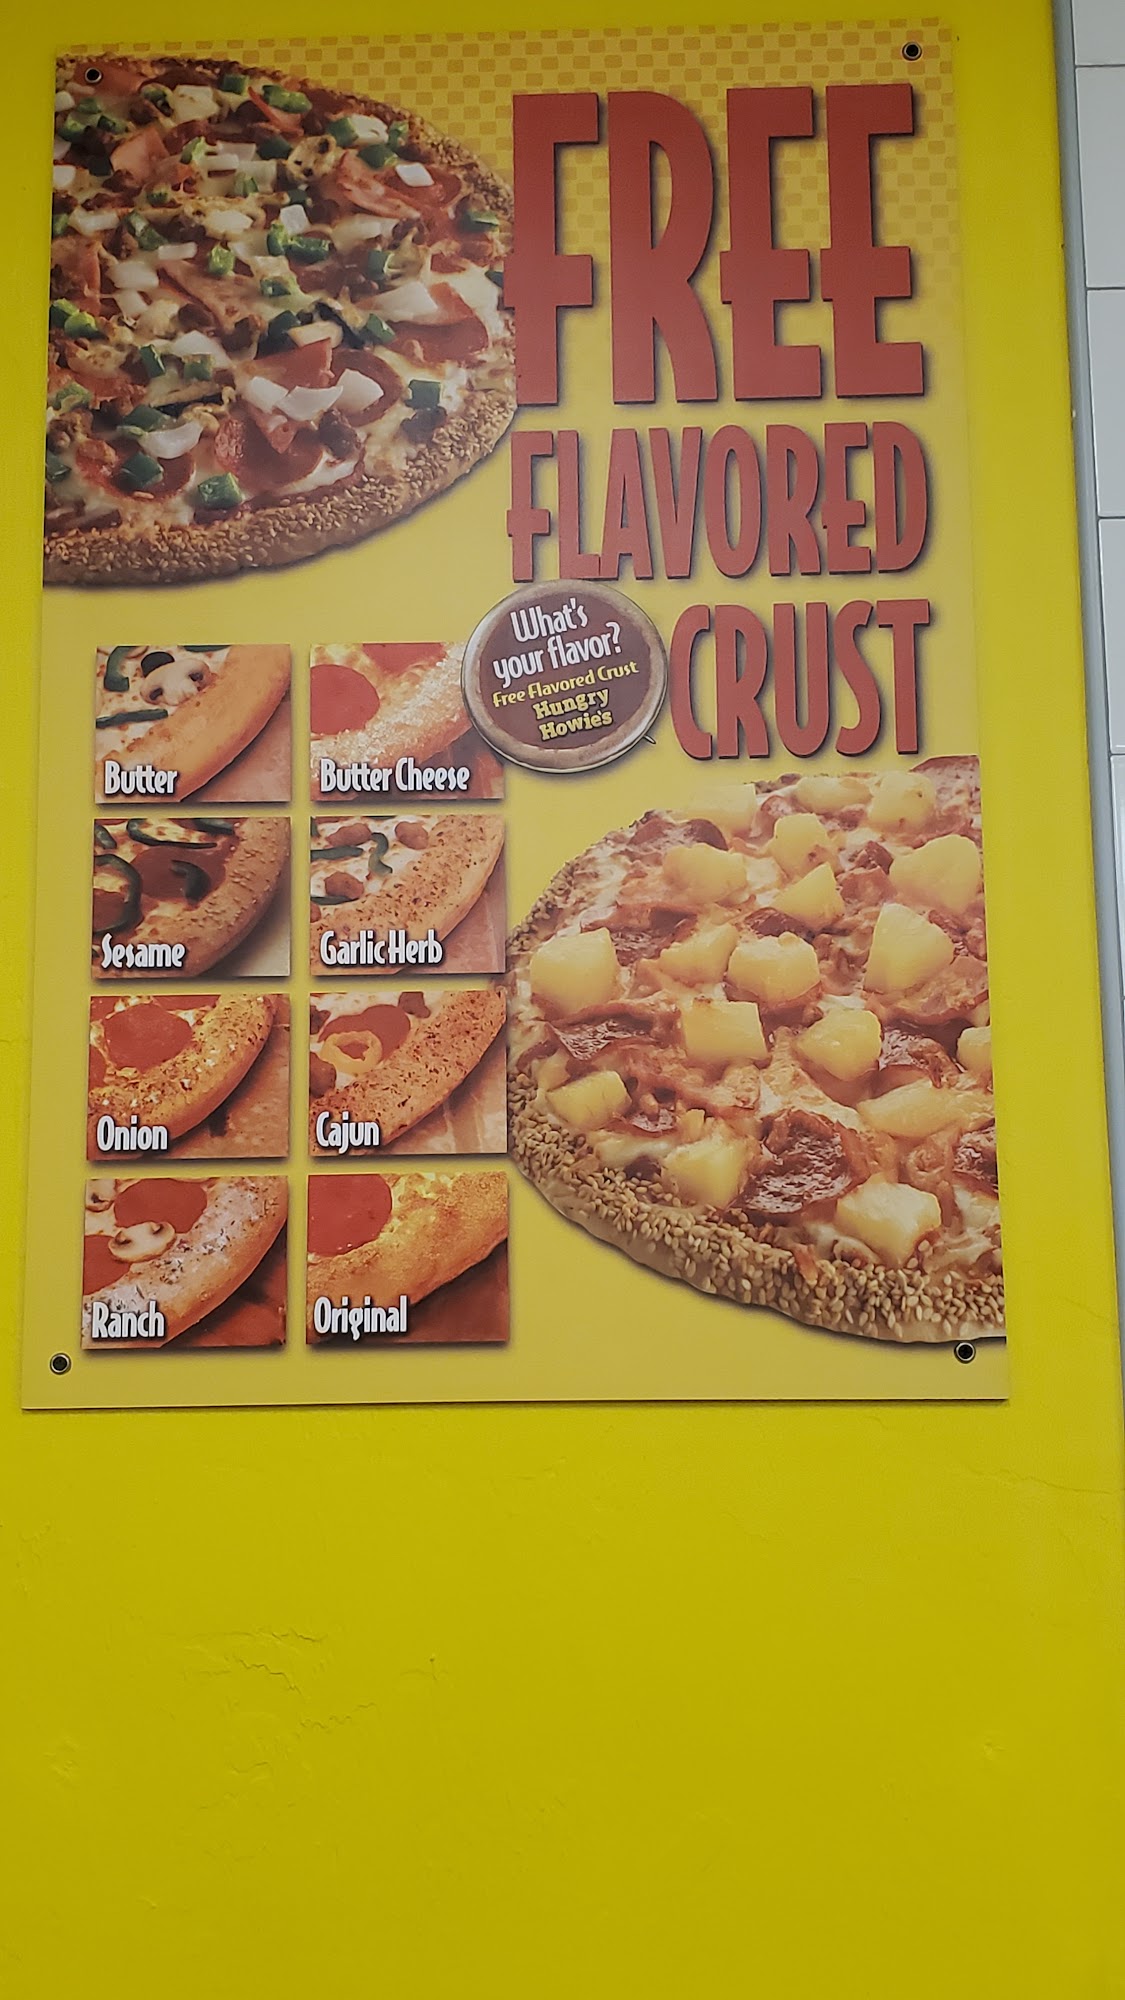 FREE
FLAVORED
CRUST
What's
your flavor?
Free Flavored Crust
Hungry
Howie's
Butter
Butter Cheese
Sesame
Garlic Herb
Onion
Cajun
Ranch
Original